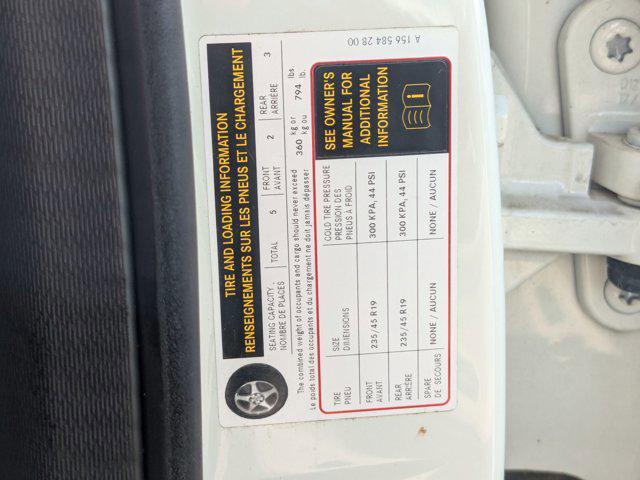 A 156 584 28 00
TIRE AND LOADING INFORMATION
RENSEIGNEMENTS SUR LES PNEUS ET LE CHARGEMENT
SEATING CAPACITY, TOTAL 5 FRONT 2 REAR 3
NOMBRE DE PLACES AVANT ARRIÈRE
The combined weight of occupants and cargo should never exceed 360 kg or 794 lbs.
Le poids total des occupants et du chargement ne doit jamais dépasser kg ou lb.
TIRE SIZE COLD TIRE PRESSURE
PNEU DIMENSIONS PRESSION DES
PNEUS À FROID
FRONT 235/45 R19 300 KPA, 44 PSI
AVANT
REAR 235/45 R19 300 KPA, 44 PSI
ARRIÈRE
SPARE NONE / AUCUN NONE / AUCUN
DE SECOURS
SEE OWNER'S
MANUAL FOR
ADDITIONAL
INFORMATION